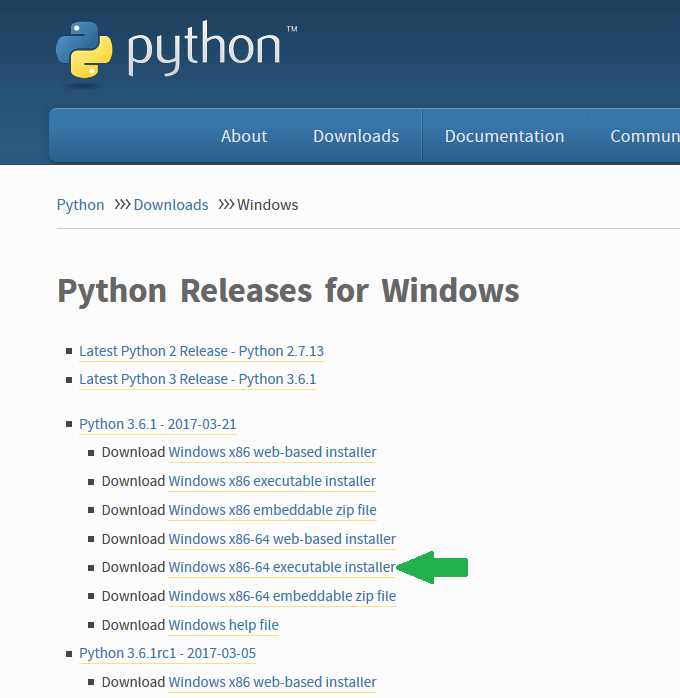 python™
About Downloads Documentation Commun
Python >>> Downloads >>> Windows
Python Releases for Windows
Latest Python 2 Release - Python 2.7.13
Latest Python 3 Release - Python 3.6.1
Python 3.6.1 - 2017-03-21
Download Windows x86 web-based installer
Download Windows x86 executable installer
Download Windows x86 embeddable zip file
Download Windows x86-64 web-based installer
Download Windows x86-64 executable installer
Download Windows x86-64 embeddable zip file
Download Windows help file
Python 3.6.1rc1 - 2017-03-05
Download Windows x86 web-based installer